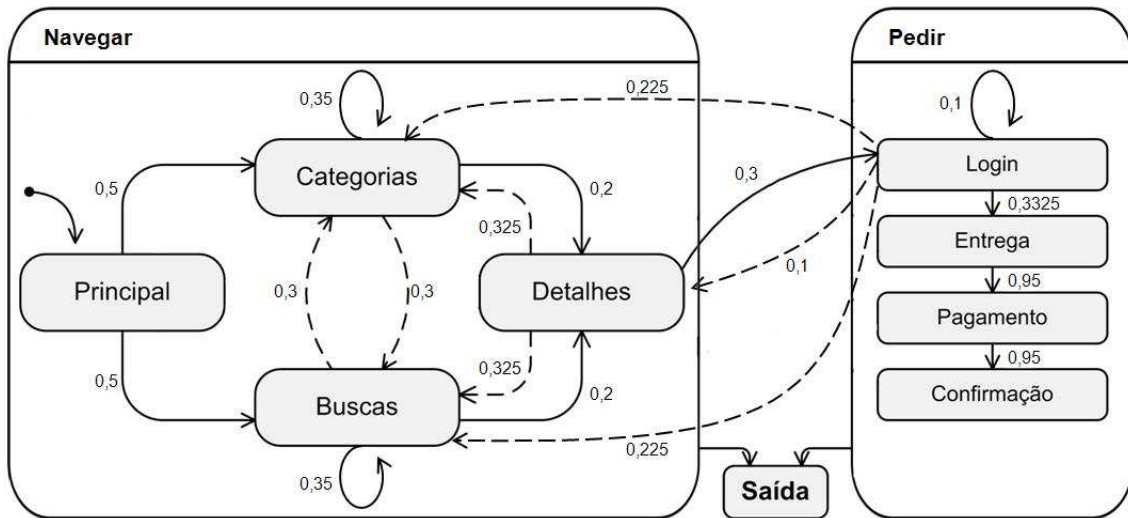 Navegar
Pedir
0,35
0,225
0,1
Categorias
Login
0,5
0,2
0,3
0,3325
0,325
Entrega
Principal
0,3
0,3
Detalhes
0,1
0,95
Pagamento
0,325
0,95
0,5
Buscas
0,2
Confirmação
0,225
0,35
Saída